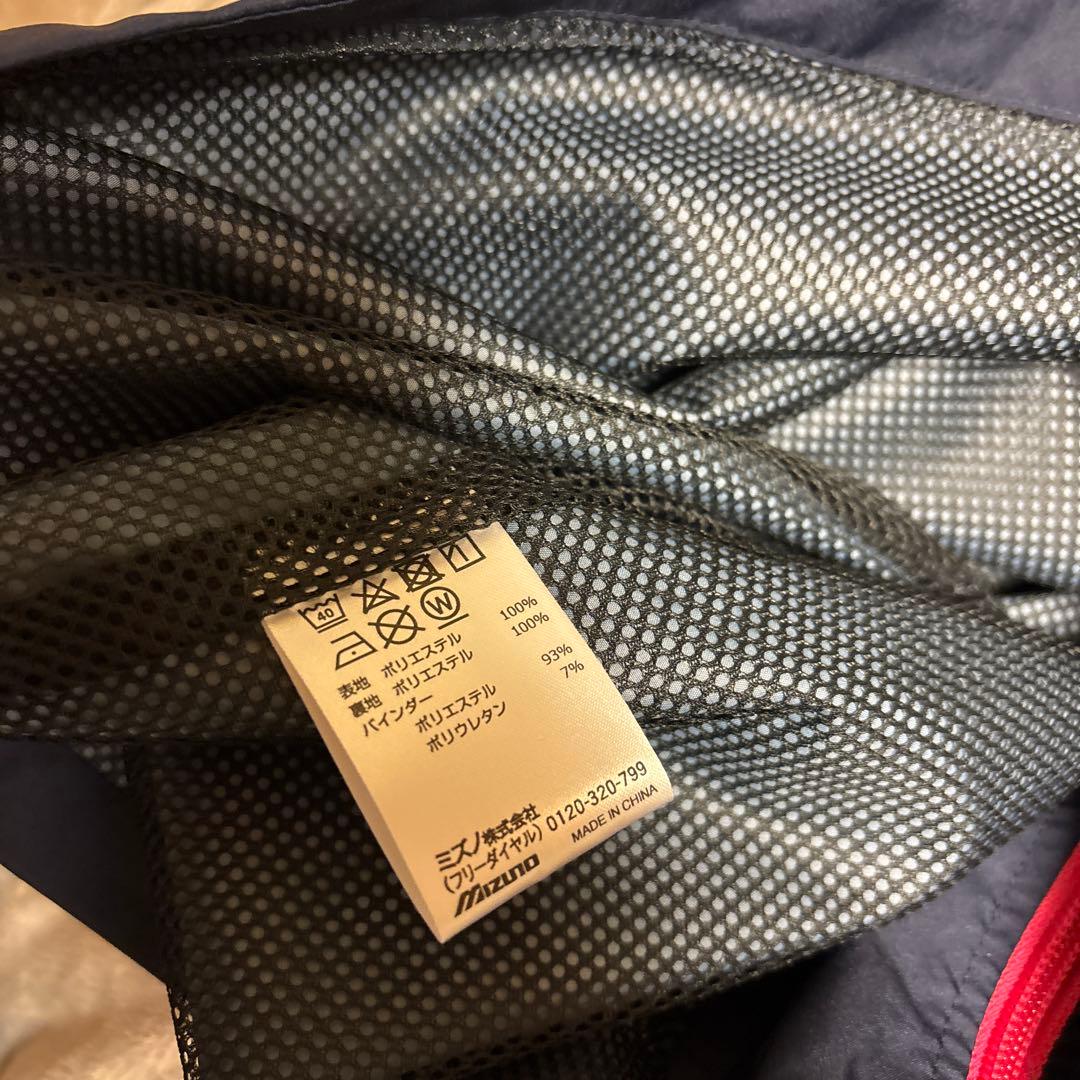 40
W
表地 ポリエステル 100%
裏地 ポリエステル 100%
バインダー
ポリエステル 93%
ポリウレタン 7%
ミズノ株式会社
(フリーダイヤル) 0120-320-799
MIZUNO MADE IN CHINA